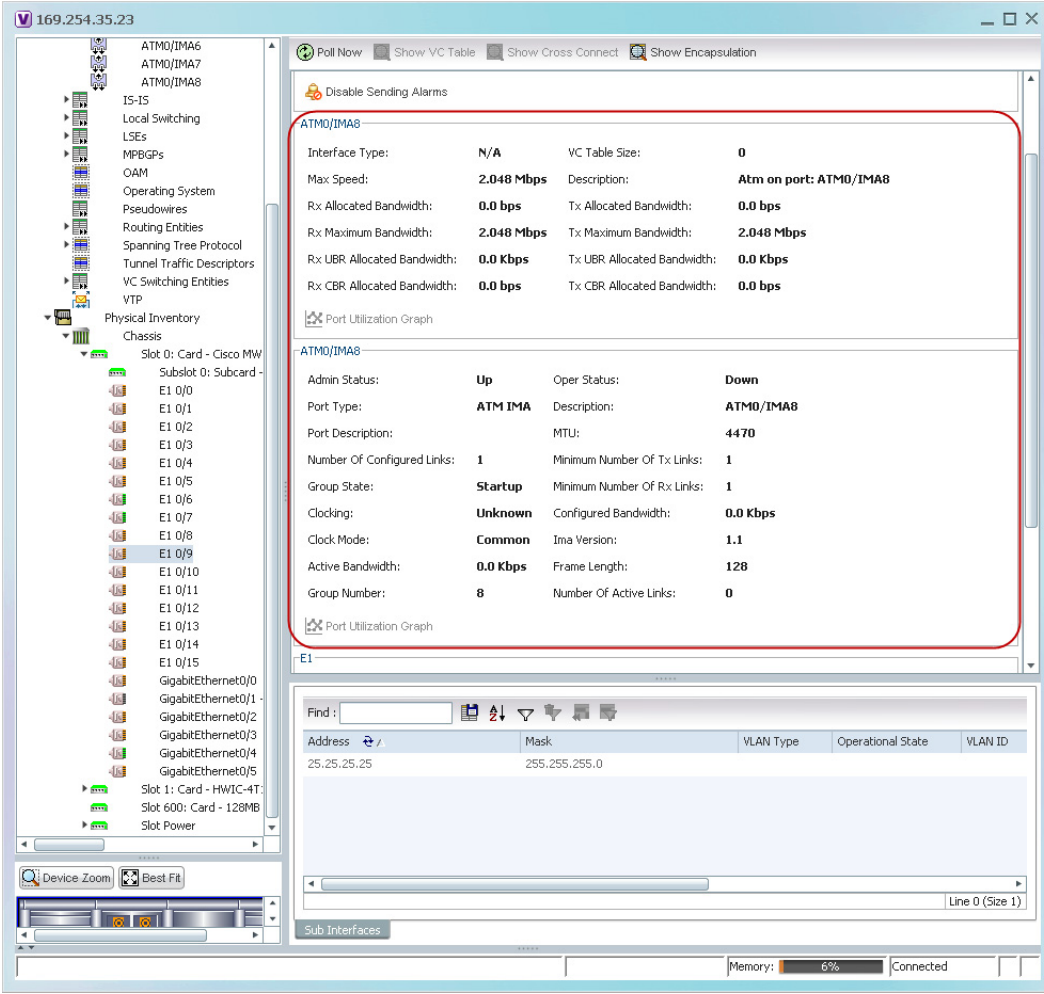 169.254.35.23
ATM0/IMA6
ATM0/IMA7
ATM0/IMA8
IS-IS
Local Switching
LSEs
MPBGPs
OAM
Operating System
Pseudowires
Routing Entities
Spanning Tree Protocol
Tunnel Traffic Descriptors
VC Switching Entities
VTP
Physical Inventory
Chassis
Slot 0: Card - Cisco MW
Subslot 0: Subcard -
E1 0/0
E1 0/1
E1 0/2
E1 0/3
E1 0/4
E1 0/5
E1 0/6
E1 0/7
E1 0/8
E1 0/9
E1 0/10
E1 0/11
E1 0/12
E1 0/13
E1 0/14
E1 0/15
GigabitEthernet0/0
GigabitEthernet0/1 -
GigabitEthernet0/2
GigabitEthernet0/3
GigabitEthernet0/4
GigabitEthernet0/5
Slot 1: Card - HWIC-4T
Slot 600: Card - 128MB
Slot Power
Device Zoom Best Fit
Poll Now Show VC Table Show Cross Connect Show Encapsulation
Disable Sending Alarms
ATM0/IMA8
Interface Type: N/A VC Table Size: 0
Max Speed: 2.048 Mbps Description: Atm on port: ATM0/IMA8
Rx Allocated Bandwidth: 0.0 bps Tx Allocated Bandwidth: 0.0 bps
Rx Maximum Bandwidth: 2.048 Mbps Tx Maximum Bandwidth: 2.048 Mbps
Rx UBR Allocated Bandwidth: 0.0 Kbps Tx UBR Allocated Bandwidth: 0.0 Kbps
Rx CBR Allocated Bandwidth: 0.0 bps Tx CBR Allocated Bandwidth: 0.0 bps
Port Utilization Graph
ATM0/IMA8
Admin Status: Up Oper Status: Down
Port Type: ATM IMA Description: ATM0/IMA8
Port Description: MTU: 4470
Number Of Configured Links: 1 Minimum Number Of Tx Links: 1
Group State: Startup Minimum Number Of Rx Links: 1
Clocking: Unknown Configured Bandwidth: 0.0 Kbps
Clock Mode: Common Ima Version: 1.1
Active Bandwidth: 0.0 Kbps Frame Length: 128
Group Number: 8 Number Of Active Links: 0
Port Utilization Graph
E1
Find :
Address Mask VLAN Type Operational State VLAN ID
25.25.25.25 255.255.255.0
Line 0 (Size 1)
Sub Interfaces
Memory: 6% Connected